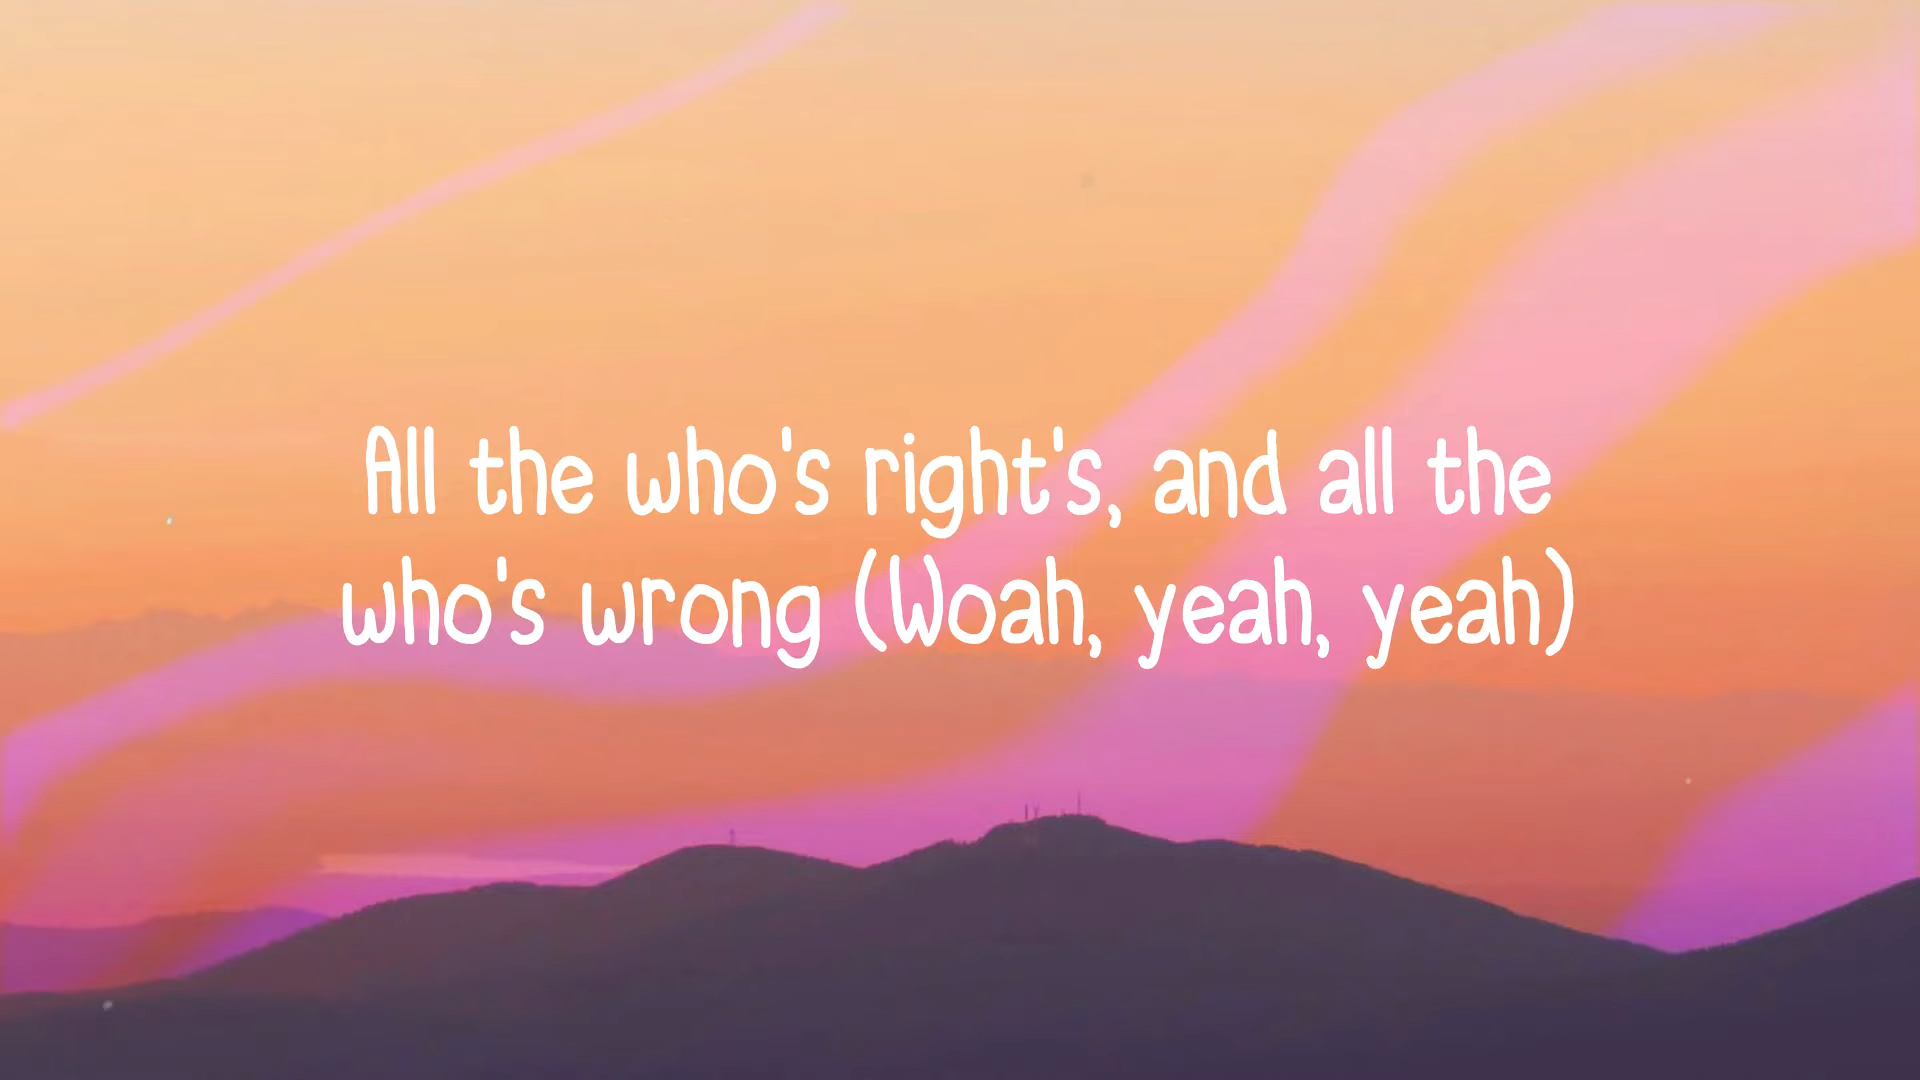 All the who's right's, and all the
who's wrong (Woah, yeah, yeah)